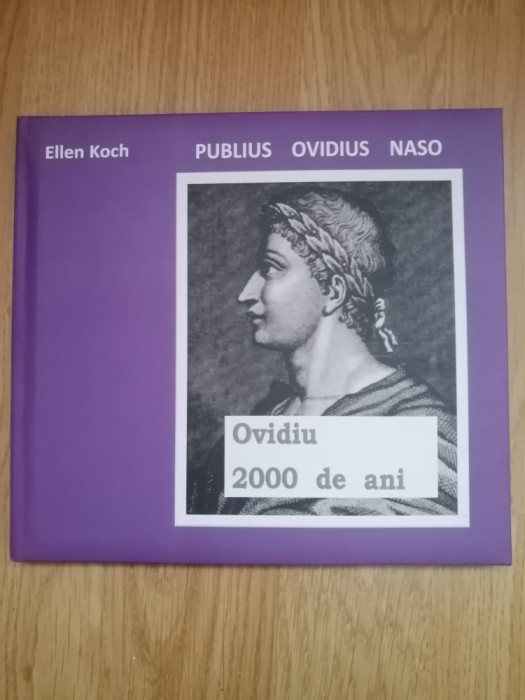 Ellen Koch
PUBLIUS OVIDIUS NASO
Ovidiu
2000 de ani